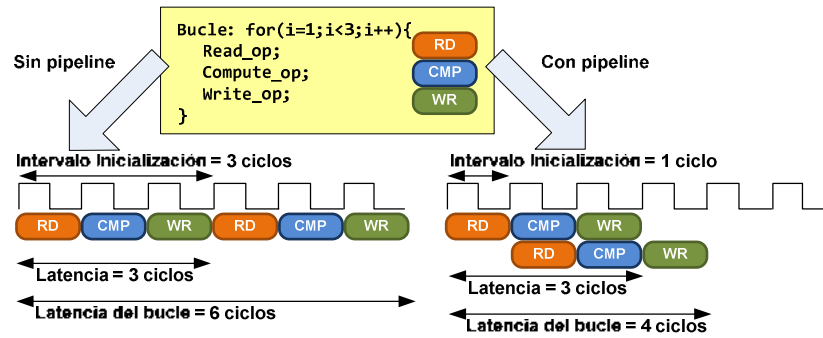 Bucle: for(i=1;i<3;i++){
Read_op;
RD
Compute_op;
CMP
Write_op;
WR
}
Sin pipeline
Con pipeline
Intervalo Inicialización = 3 ciclos
RD CMP WR RD CMP WR
Latencia = 3 ciclos
Latencia del bucle = 6 ciclos
Intervalo Inicialización = 1 ciclo
RD CMP WR
RD CMP WR
Latencia = 3 ciclos
Latencia del bucle = 4 ciclos